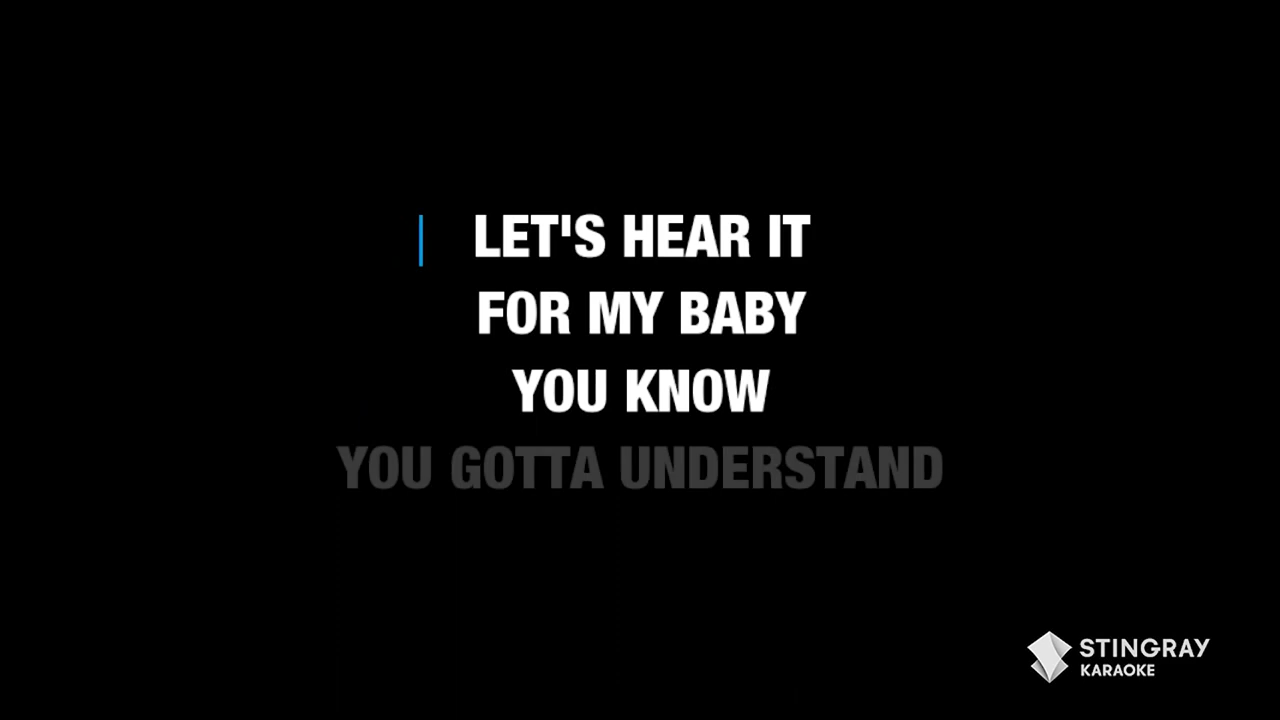 LET'S HEAR IT
FOR MY BABY
YOU KNOW
YOU GOTTA UNDERSTAND
STINGRAY
KARAOKE